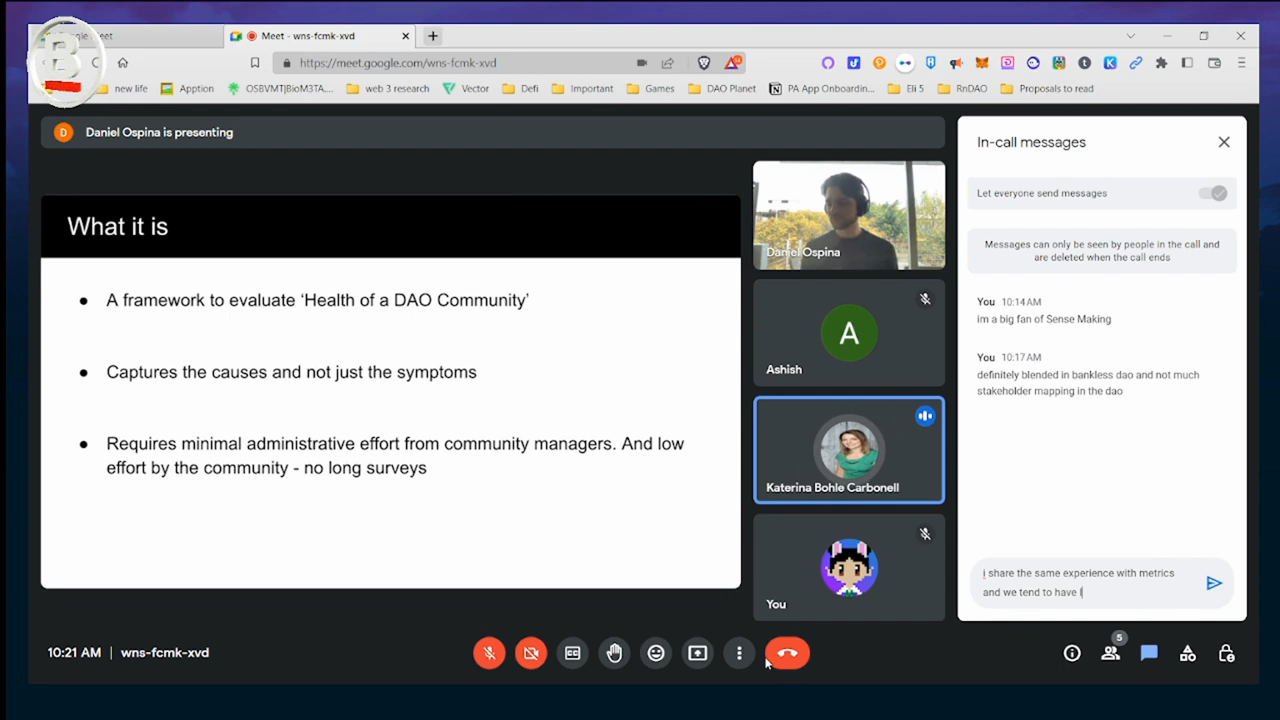 Meet
Meet - wns-fcmk-xvd
https://meet.google.com/wns-fcmk-xvd
new life
Apption
OSBVMT|BioM3TA,...
web 3 research
Vector
Defi
Important
Games
DAO Planet
PA App Onboardin...
Eli 5
RnDAO
Proposals to read
D
Daniel Ospina is presenting
What it is
A framework to evaluate ‘Health of a DAO Community’
Captures the causes and not just the symptoms
Requires minimal administrative effort from community managers. And low
effort by the community - no long surveys
Daniel Ospina
A
Ashish
Katerina Bohle Carbonell
You
In-call messages
Let everyone send messages
Messages can only be seen by people in the call and
are deleted when the call ends
You 10:14 AM
im a big fan of Sense Making
You 10:17 AM
definitely blended in bankless dao and not much
stakeholder mapping in the dao
i share the same experience with metrics
and we tend to have l
10:21 AM | wns-fcmk-xvd
5